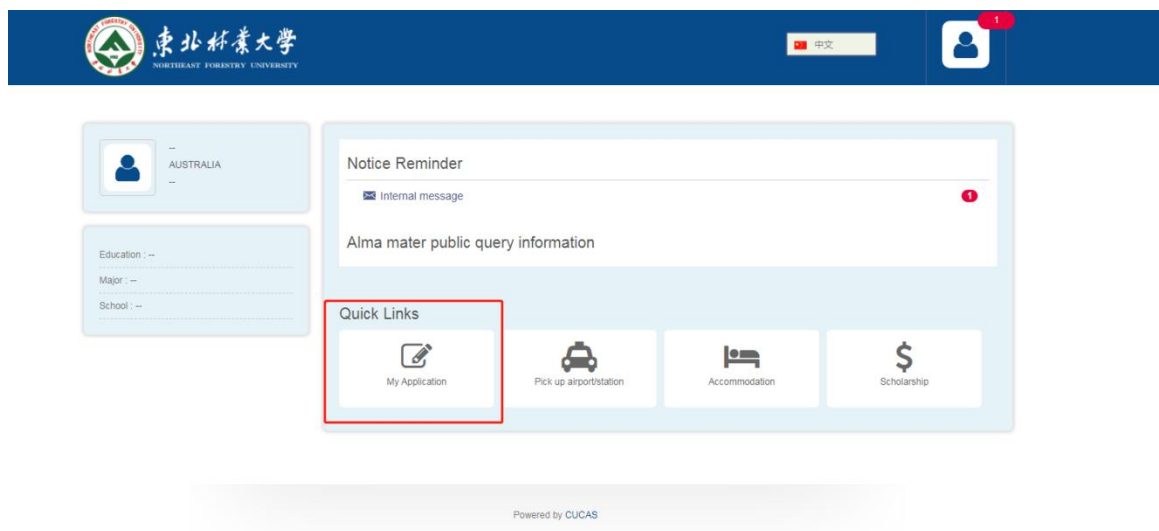 東北林業大學
NORTHEAST FORESTRY UNIVERSITY
中文
1
--
AUSTRALIA
--
Education : --
Major : --
School : --
Notice Reminder
Internal message
1
Alma mater public query information
Quick Links
My Application
Pick up airport/station
Accommodation
Scholarship
Powered by CUCAS